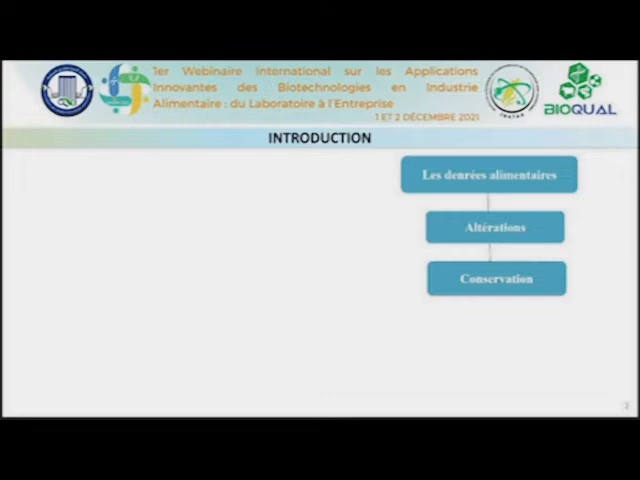 1er Webinaire International sur les Applications
Innovantes des Biotechnologies en Industrie
Alimentaire : du Laboratoire à l'Entreprise
1 ET 2 DÉCEMBRE 2021
BIOQUAL
INTRODUCTION
Les denrées alimentaires
Altérations
Conservation
2